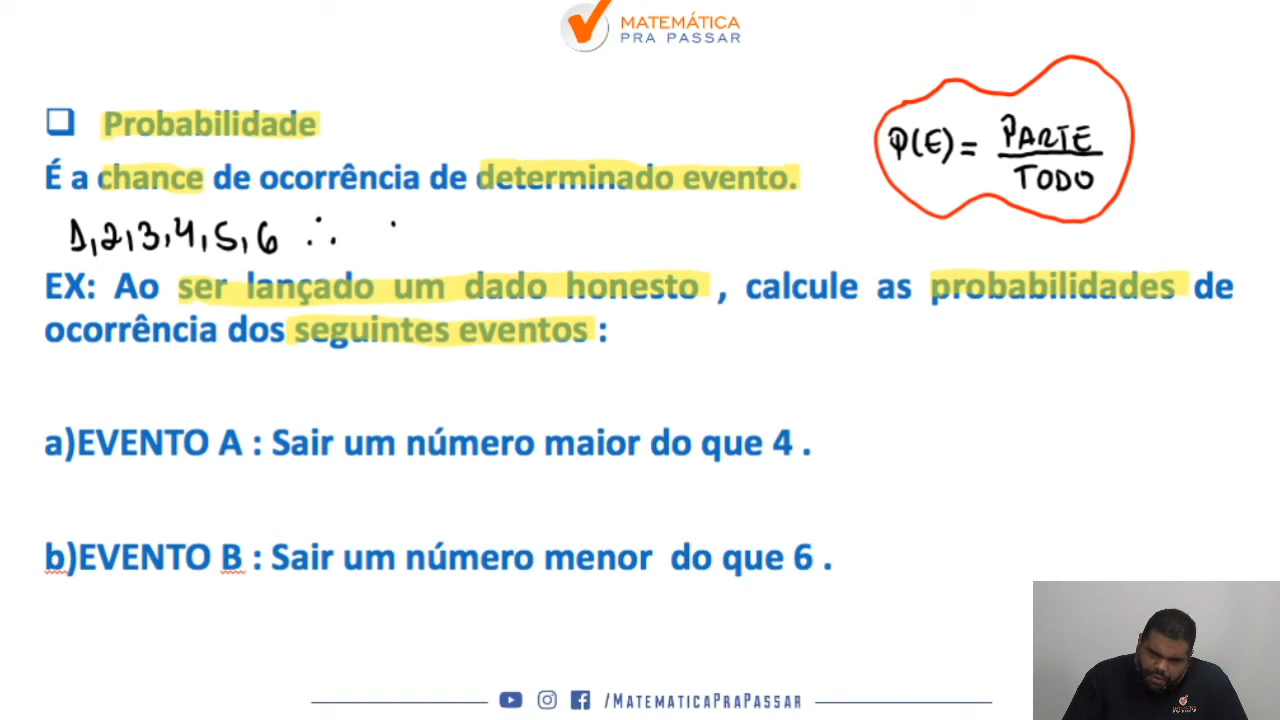 MATEMÁTICA
PRA PASSAR
❑ Probabilidade
É a chance de ocorrência de determinado evento.
P(E) = PARTE
TODO
1,2,3,4,5,6 ∴
EX: Ao ser lançado um dado honesto , calcule as probabilidades de
ocorrência dos seguintes eventos :
a)EVENTO A : Sair um número maior do que 4 .
b)EVENTO B : Sair um número menor do que 6 .
/MatematicaPraPassar